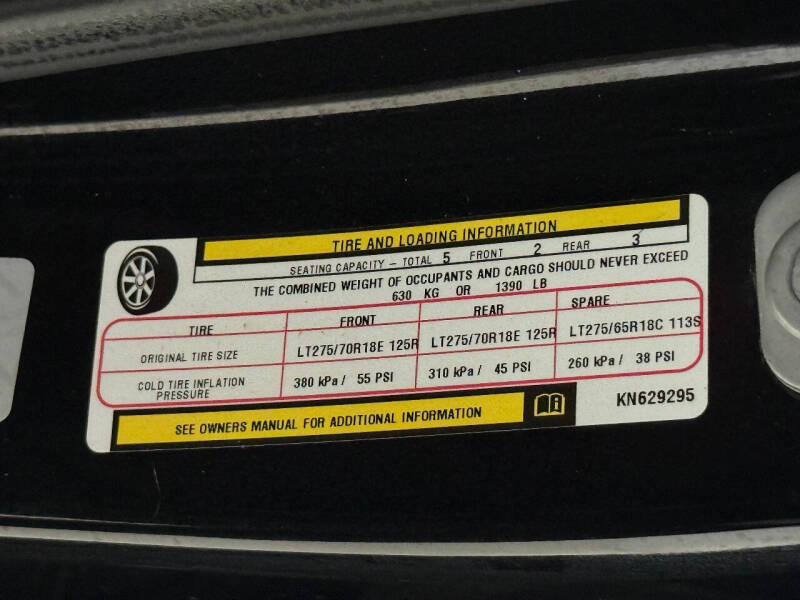 TIRE AND LOADING INFORMATION
SEATING CAPACITY – TOTAL 5 FRONT 2 REAR 3
THE COMBINED WEIGHT OF OCCUPANTS AND CARGO SHOULD NEVER EXCEED
630 KG OR 1390 LB
TIRE FRONT REAR SPARE
ORIGINAL TIRE SIZE LT275/70R18E 125R LT275/70R18E 125R LT275/65R18C 113S
COLD TIRE INFLATION PRESSURE 380 kPa / 55 PSI 310 kPa / 45 PSI 260 kPa / 38 PSI
SEE OWNERS MANUAL FOR ADDITIONAL INFORMATION
KN629295